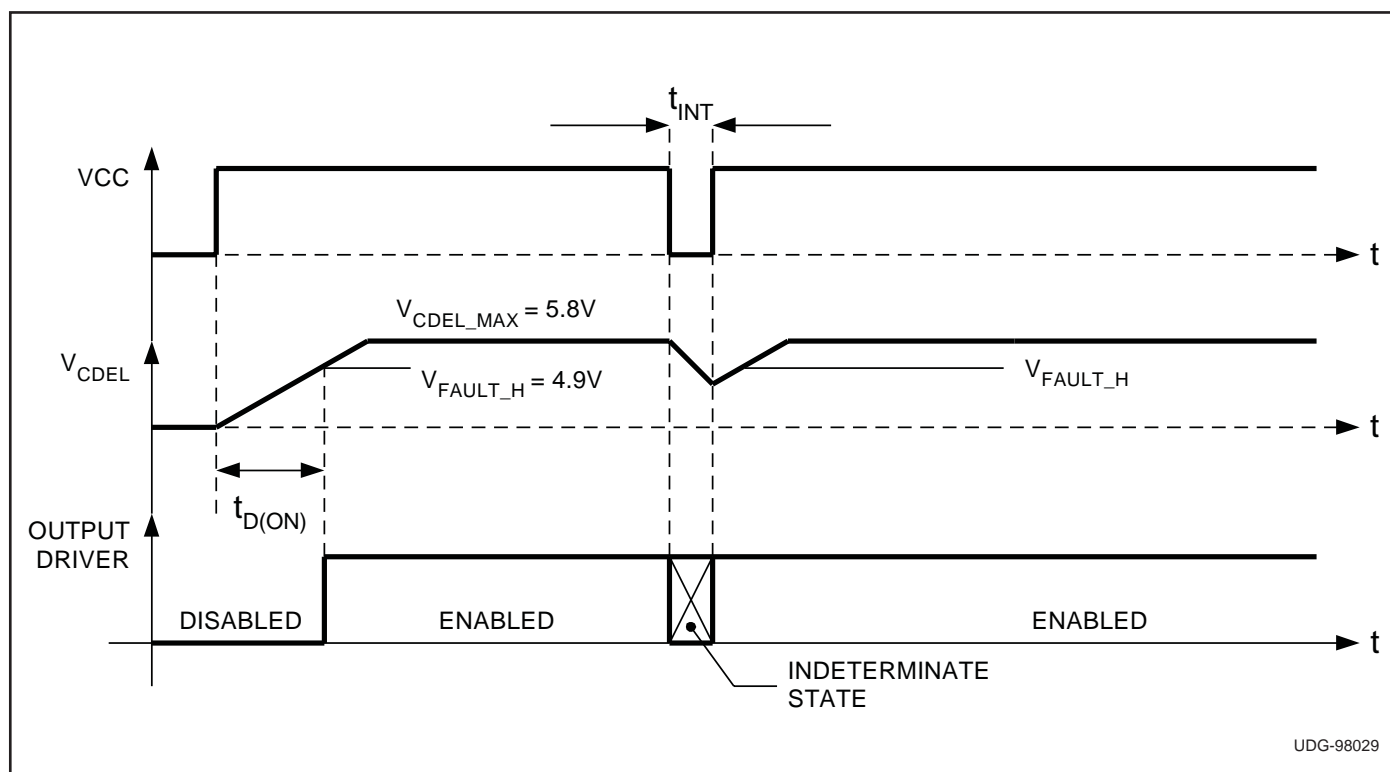 tINT
VCC
t
VCDEL_MAX = 5.8V
VCDEL
VFAULT_H = 4.9V
VFAULT_H
t
tD(ON)
OUTPUT
DRIVER
DISABLED
ENABLED
ENABLED
t
INDETERMINATE
STATE
UDG-98029